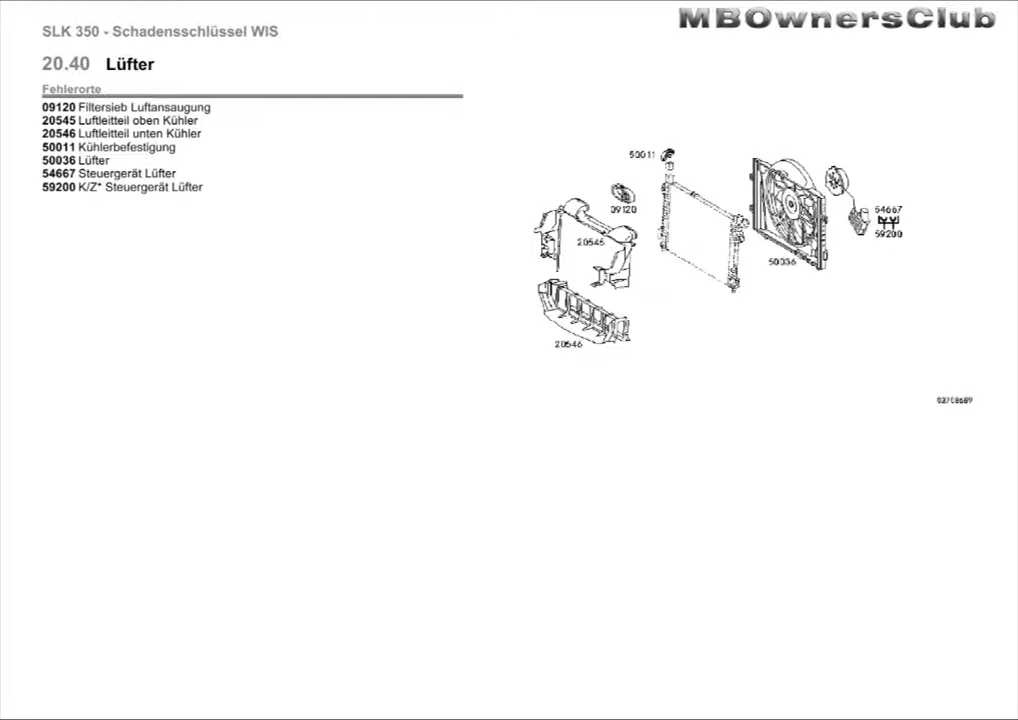 MBOwnersClub
SLK 350 - Schadensschlüssel WIS
20.40 Lüfter
Fehlerorte
09120 Filtersieb Luftansaugung
20545 Luftleitteil oben Kühler
20546 Luftleitteil unten Kühler
50011 Kühlerbefestigung
50036 Lüfter
54667 Steuergerät Lüfter
59200 K/Z* Steuergerät Lüfter
50011
09120
54667
59200
20545
50036
20546
03708689